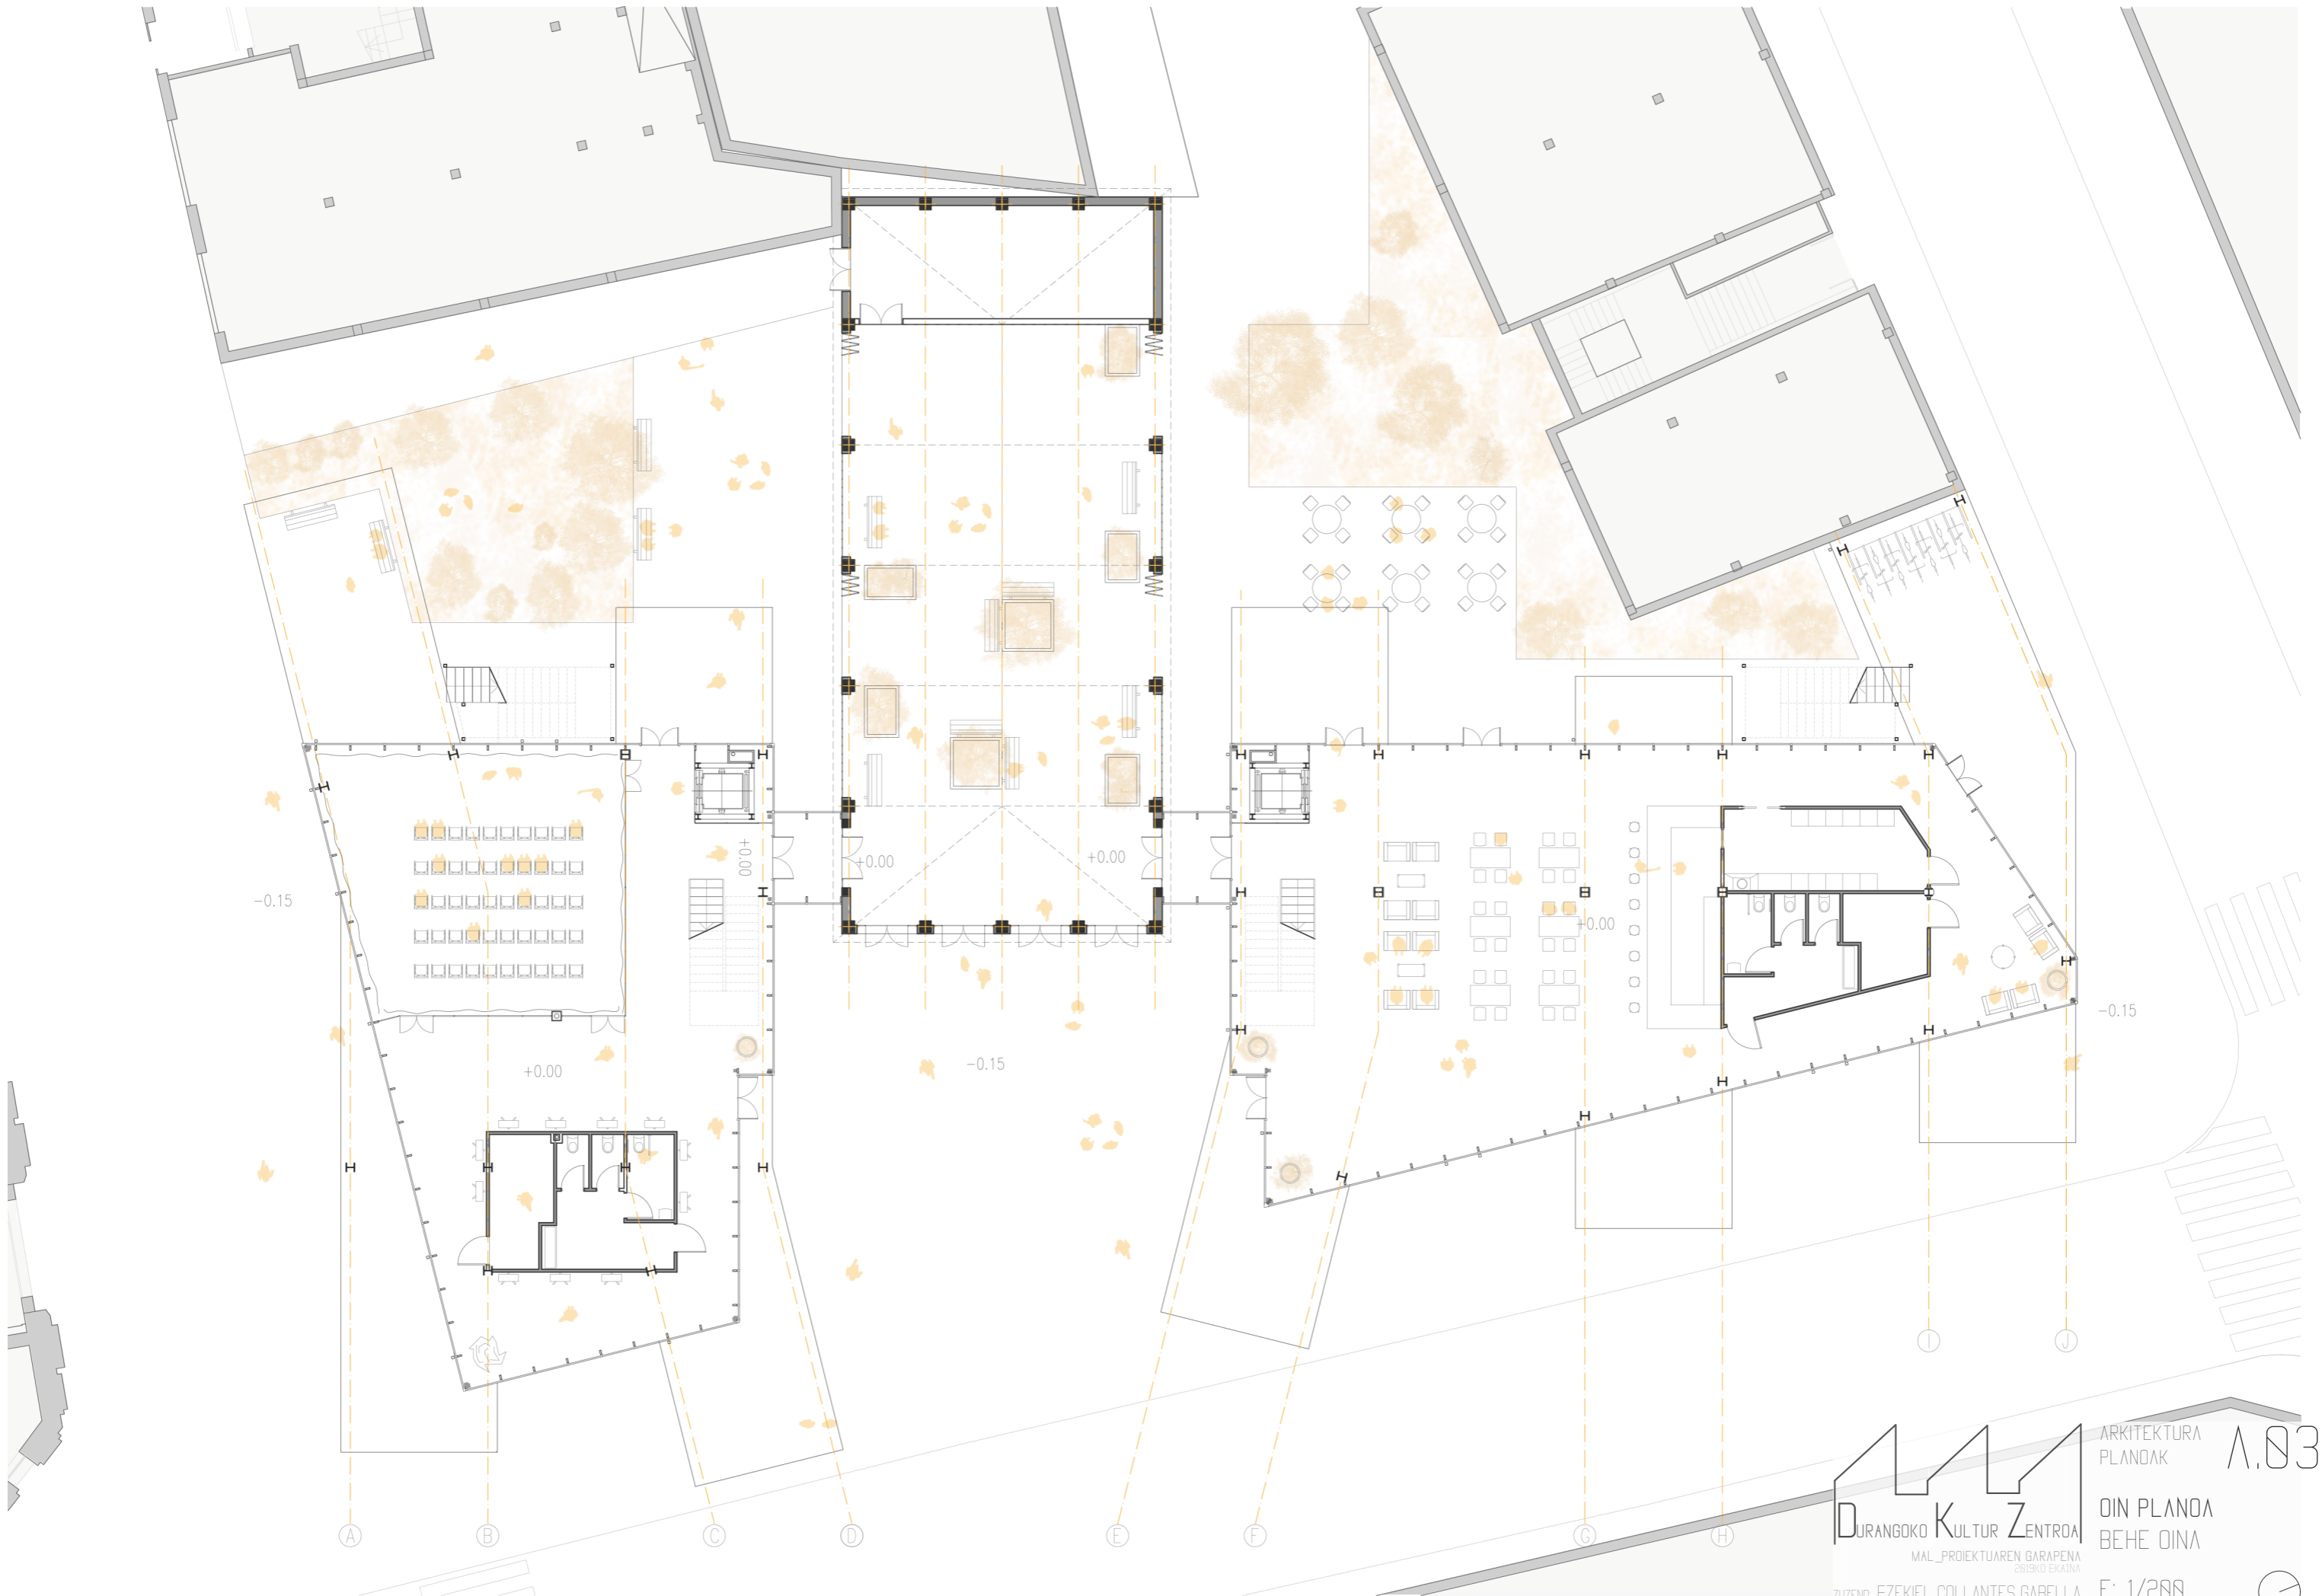 +0.00
+0.00
+0.00
-0.15
+0.00
-0.15
-0.15
+0.00
A
B
C
D
E
F
G
H
I
J
DURANGOKO KULTUR ZENTROA
MAL_PROIEKTUAREN GARAPENA
EZEKIEL COLLANTES GABELLA
ARKITEKTURA
PLANOAK
A.03
OIN PLANOA
BEHE OINA
E: 1/200